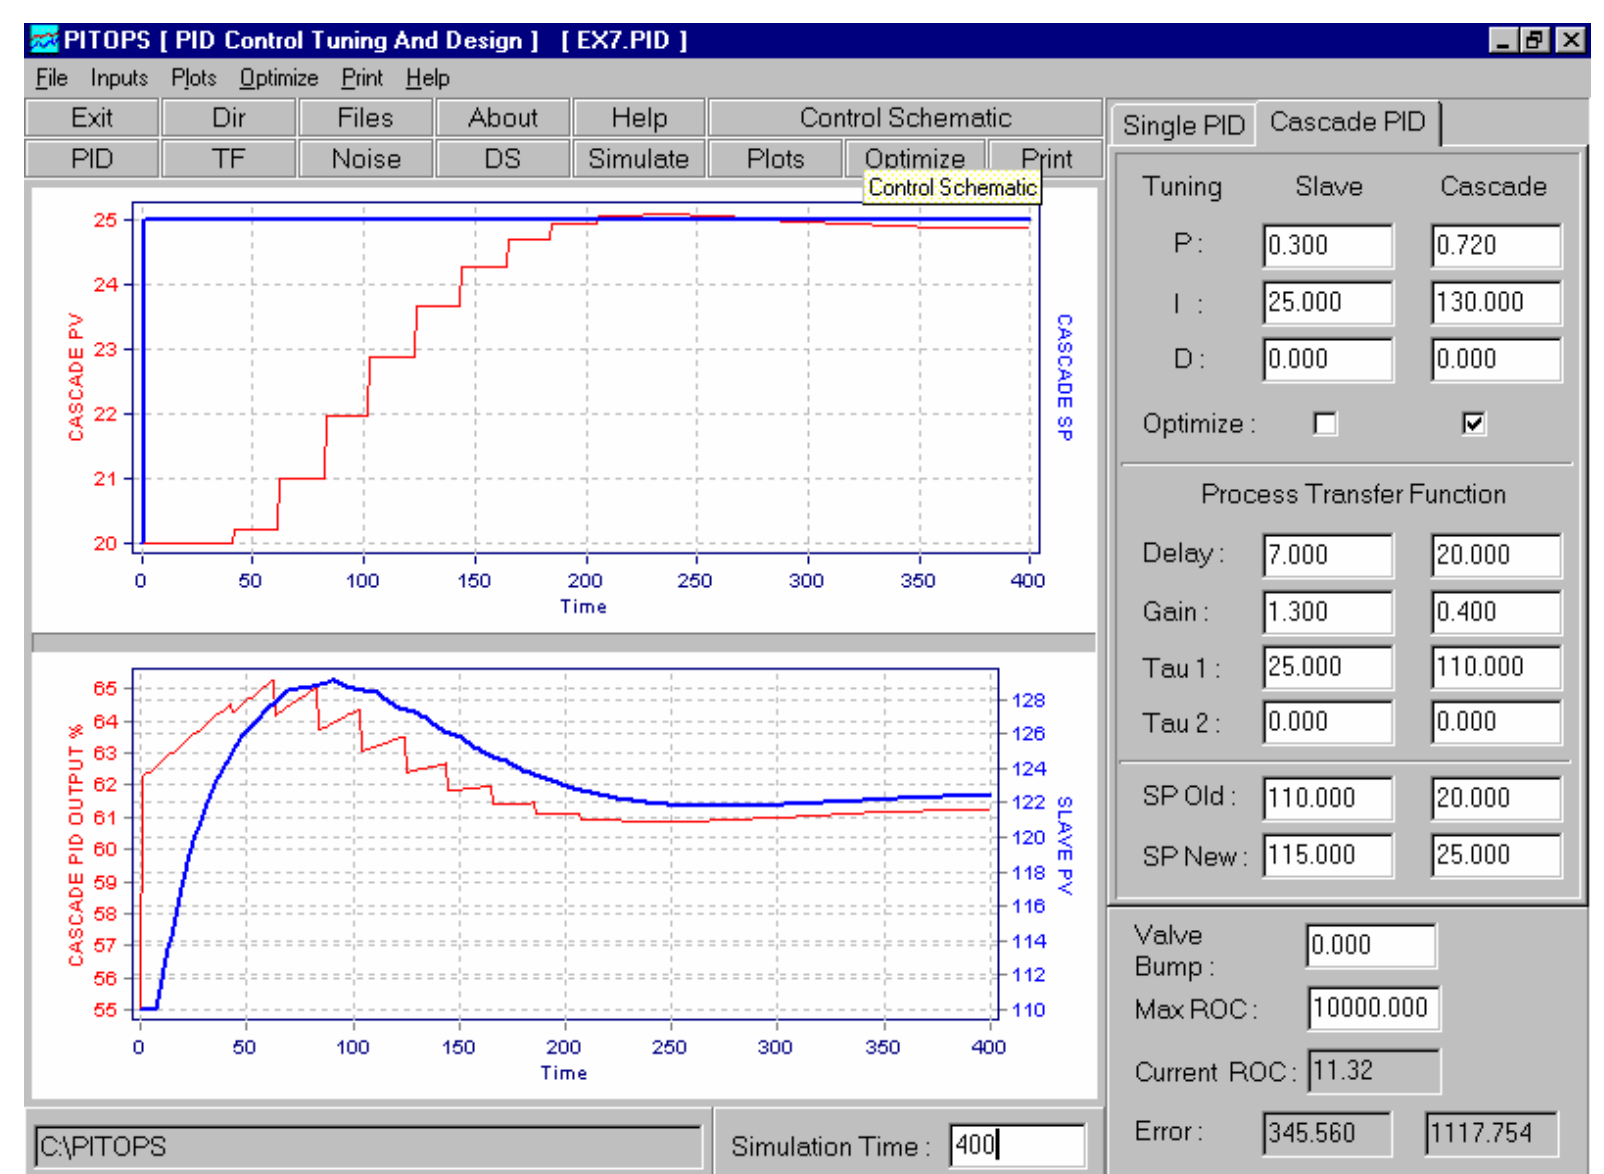 PITOPS [ PID Control Tuning And Design ] [ EX7.PID ]
File Inputs Plots Optimize Print Help
Exit Dir Files About Help Control Schematic
PID TF Noise DS Simulate Plots Optimize Print
Control Schematic
25
24
23
22
21
20
CASCADE PV
CASCADE SP
0 50 100 150 200 250 300 350 400
Time
65
64
63
62
61
60
59
58
57
56
55
CASCADE PID OUTPUT %
128
126
124
122
120
118
116
114
112
110
SLAVE PV
0 50 100 150 200 250 300 350 400
Time
C:\PITOPS
Simulation Time : 400
Single PID Cascade PID
Tuning Slave Cascade
P : 0.300 0.720
I : 25.000 130.000
D : 0.000 0.000
Optimize :
Process Transfer Function
Delay : 7.000 20.000
Gain : 1.300 0.400
Tau 1 : 25.000 110.000
Tau 2 : 0.000 0.000
SP Old : 110.000 20.000
SP New : 115.000 25.000
Valve
Bump : 0.000
Max ROC : 10000.000
Current ROC : 11.32
Error : 345.560 1117.754